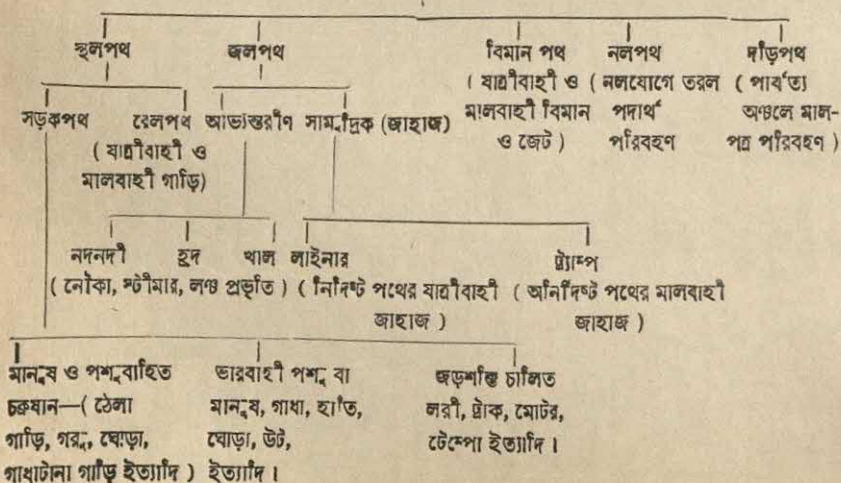 স্থলপথ জলপথ বিমান পথ নলপথ দড়িপথ
( যাত্রীবাহী ও ( নলযোগে তরল ( পার্বত্য
সড়কপথ রেলপথ আভ্যন্তরীণ সামুদ্রিক (জাহাজ) মালবাহী বিমান পদার্থ অঞ্চলে মাল-
( যাত্রীবাহী ও ও জেট ) পরিবহণ পত্র পরিবহণ )
মালবাহী গাড়ি)
নদনদী হ্রদ খাল লাইনার ট্র্যাম্প
( নৌকা, স্টীমার, লঞ্চ প্রভৃতি ) ( নির্দিষ্ট পথের যাত্রীবাহী ( অনির্দিষ্ট পথের মালবাহী
জাহাজ ) জাহাজ )
মানুষ ও পশুবাহিত ভারবাহী পশু বা জড়শক্তি চালিত
চক্রযান—( ঠেলা মানুষ, গাধা, হাতি, লরী, ট্রাক, মোটর,
গাড়ি, গরু, ঘোড়া, ঘোড়া, উট, টেম্পো ইত্যাদি ।
গাধাটানা গাড়ি ইত্যাদি ) ইত্যাদি ।